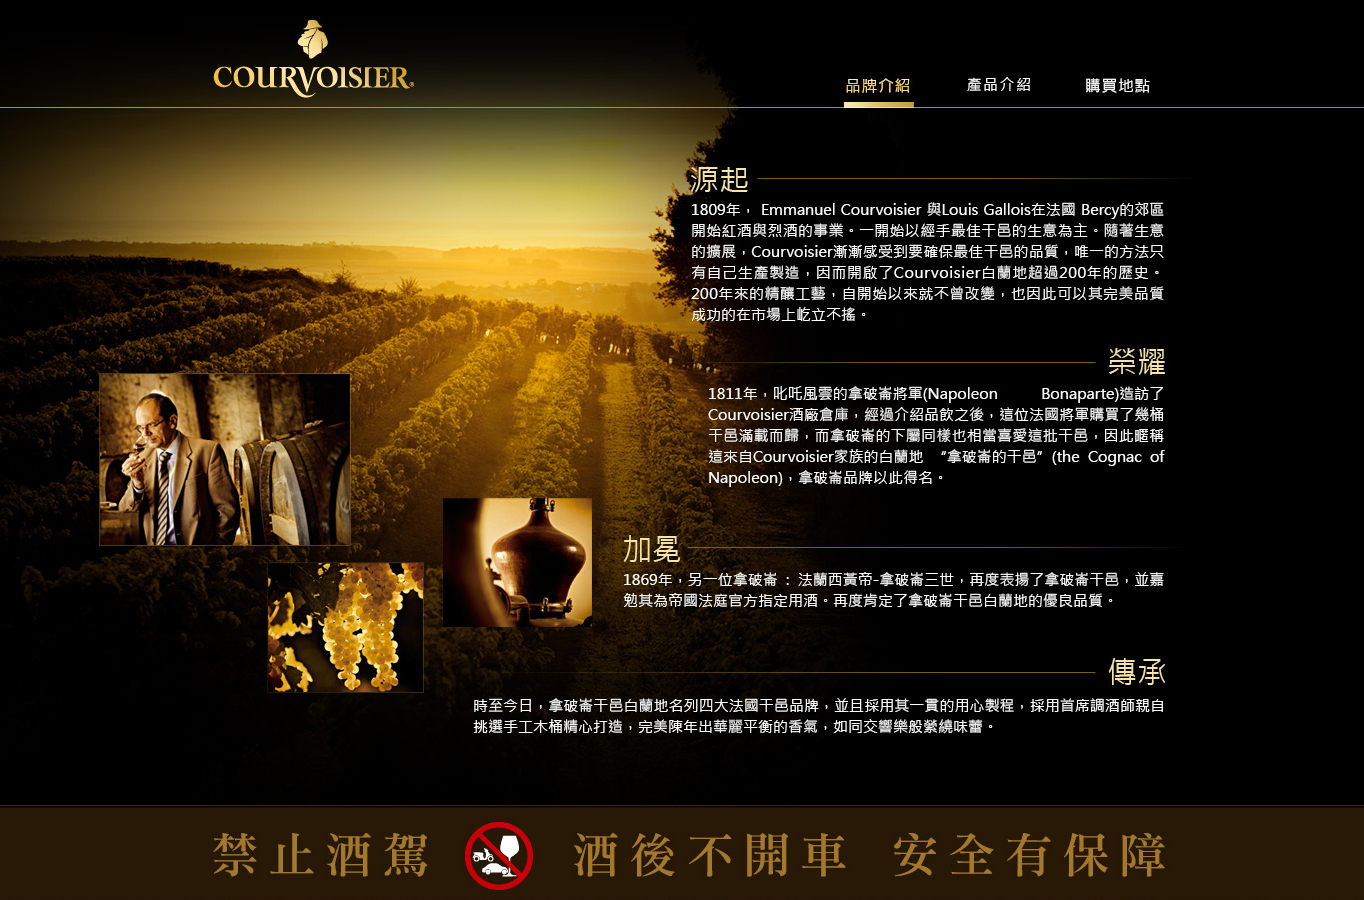 COURVOISIER®
品牌介紹
產品介紹
購買地點
源起
1809年， Emmanuel Courvoisier 與Louis Gallois在法國 Bercy的郊區
開始紅酒與烈酒的事業。一開始以經手最佳干邑的生意為主。隨著生意
的擴展，Courvoisier漸漸感受到要確保最佳干邑的品質，唯一的方法只
有自己生產製造，因而開啟了Courvoisier白蘭地超過200年的歷史。
200年來的精釀工藝，自開始以來就不曾改變，也因此可以其完美品質
成功的在市場上屹立不搖。
榮耀
1811年，叱吒風雲的拿破崙將軍(Napoleon Bonaparte)造訪了
Courvoisier酒廠倉庫，經過介紹品飲之後，這位法國將軍購買了幾桶
干邑滿載而歸，而拿破崙的下屬同樣也相當喜愛這批干邑，因此暱稱
這來自Courvoisier家族的白蘭地 “拿破崙的干邑” (the Cognac of
Napoleon)，拿破崙品牌以此得名。
加冕
1869年，另一位拿破崙 : 法蘭西黃帝-拿破崙三世，再度表揚了拿破崙干邑，並嘉
勉其為帝國法庭官方指定用酒。再度肯定了拿破崙干邑白蘭地的優良品質。
傳承
時至今日，拿破崙干邑白蘭地名列四大法國干邑品牌，並且採用其一貫的用心製程，採用首席調酒師親自
挑選手工木桶精心打造，完美陳年出華麗平衡的香氣，如同交響樂般縈繞味蕾。
禁止酒駕 酒後不開車 安全有保障